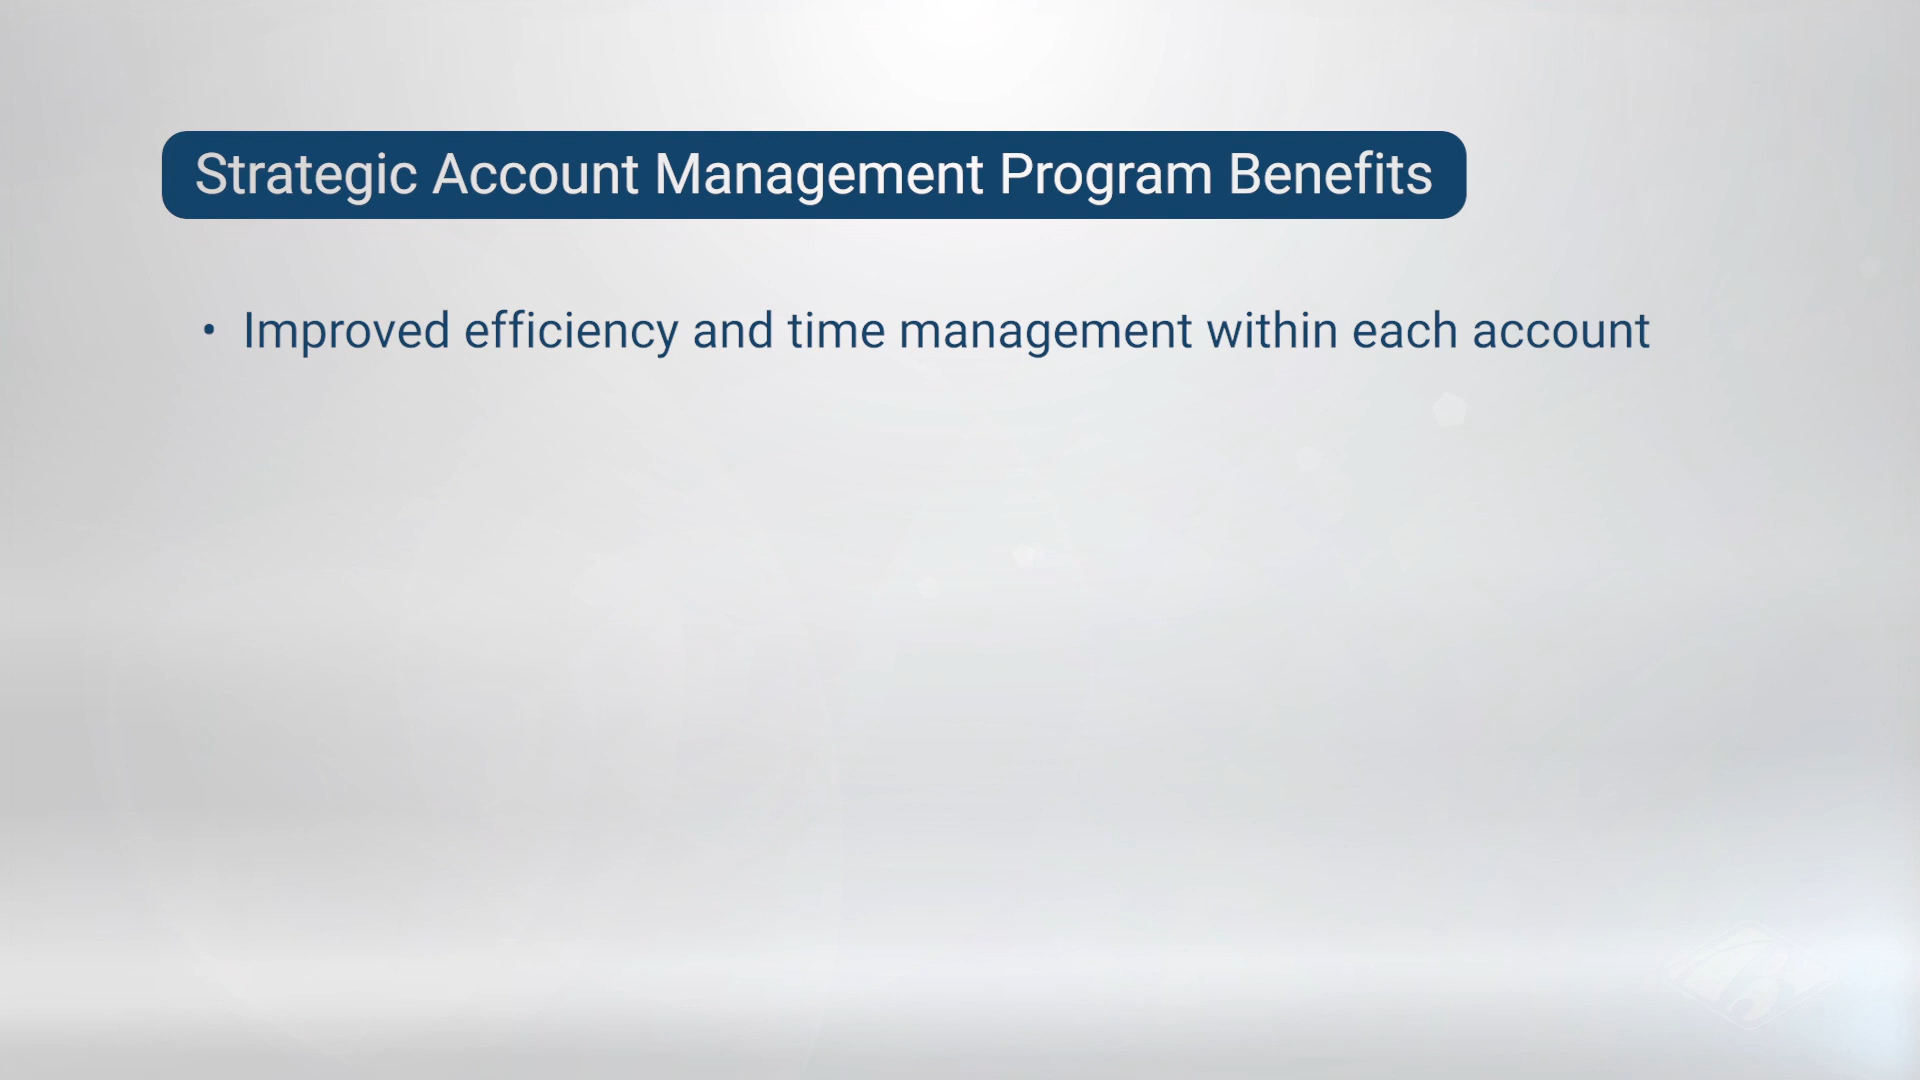 Strategic Account Management Program Benefits
• Improved efficiency and time management within each account